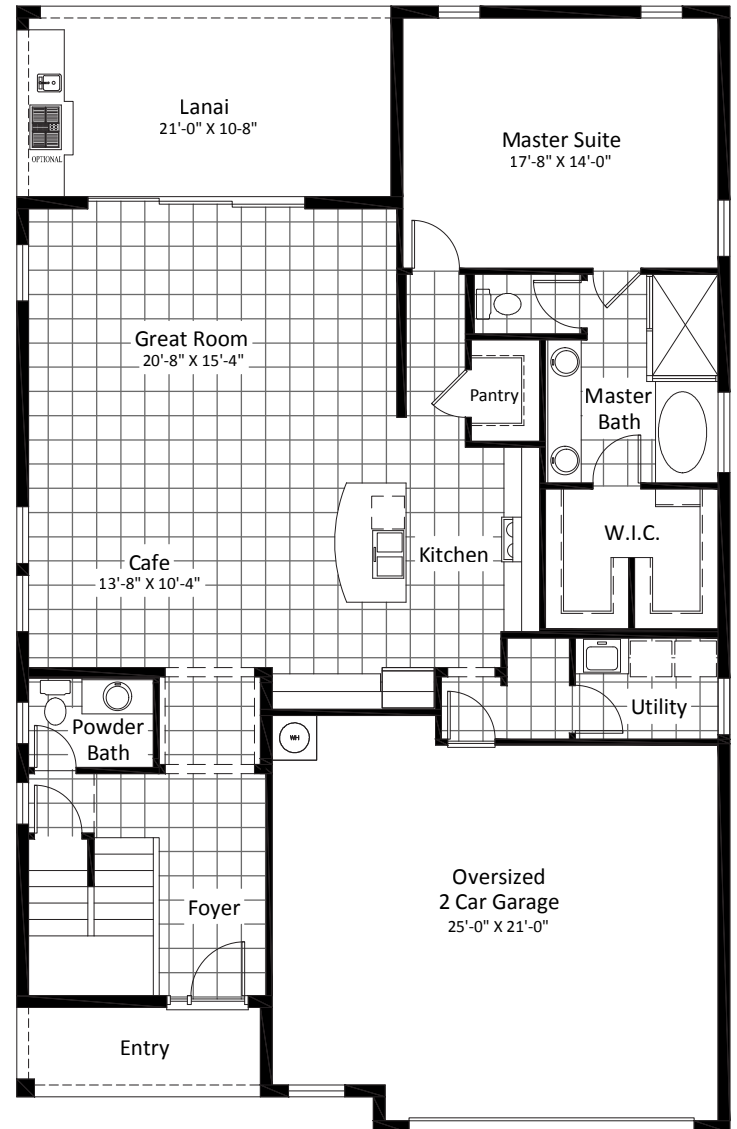 Lanai
21'-0" X 10-8"
OPTIONAL
Master Suite
17'-8" X 14'-0"
Great Room
20'-8" X 15'-4"
Pantry
Master
Bath
W.I.C.
Kitchen
Cafe
13'-8" X 10'-4"
Utility
Powder
Bath
WH
Oversized
2 Car Garage
25'-0" X 21'-0"
Foyer
Entry